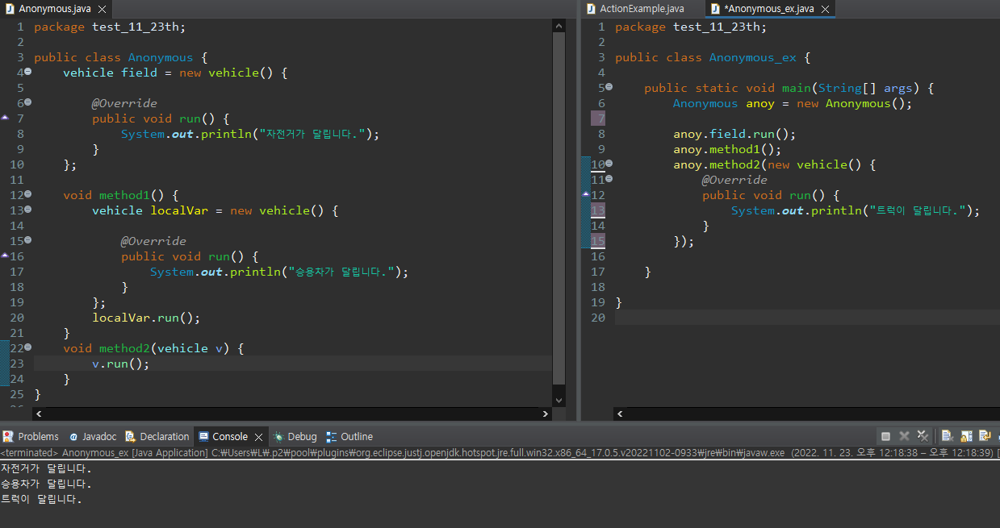 Anonymous.java
1 package test_11_23th;
2
3 public class Anonymous {
4     vehicle field = new vehicle() {
5
6         @Override
7         public void run() {
8             System.out.println("자전거가 달립니다.");
9         }
10     };
11
12     void method1() {
13         vehicle localVar = new vehicle() {
14
15             @Override
16             public void run() {
17                 System.out.println("승용차가 달립니다.");
18             }
19         };
20         localVar.run();
21     }
22     void method2(vehicle v) {
23         v.run();
24     }
25 }
ActionExample.java *Anonymous_ex.java
1 package test_11_23th;
2
3 public class Anonymous_ex {
4
5     public static void main(String[] args) {
6         Anonymous anoy = new Anonymous();
7
8         anoy.field.run();
9         anoy.method1();
10         anoy.method2(new vehicle() {
11             @Override
12             public void run() {
13                 System.out.println("트럭이 달립니다.");
14             }
15         });
16
17     }
18
19 }
20
Problems Javadoc Declaration Console Debug Outline
<terminated> Anonymous_ex [Java Application] C:₩Users₩L₩.p2₩pool₩plugins₩org.eclipse.justj.openjdk.hotspot.jre.full.win32.x86_64_17.0.5.v20221102-0933₩jre₩bin₩javaw.exe (2022. 11. 23. 오후 12:18:38 – 오후 12:18:39) [
자전거가 달립니다.
승용차가 달립니다.
트럭이 달립니다.